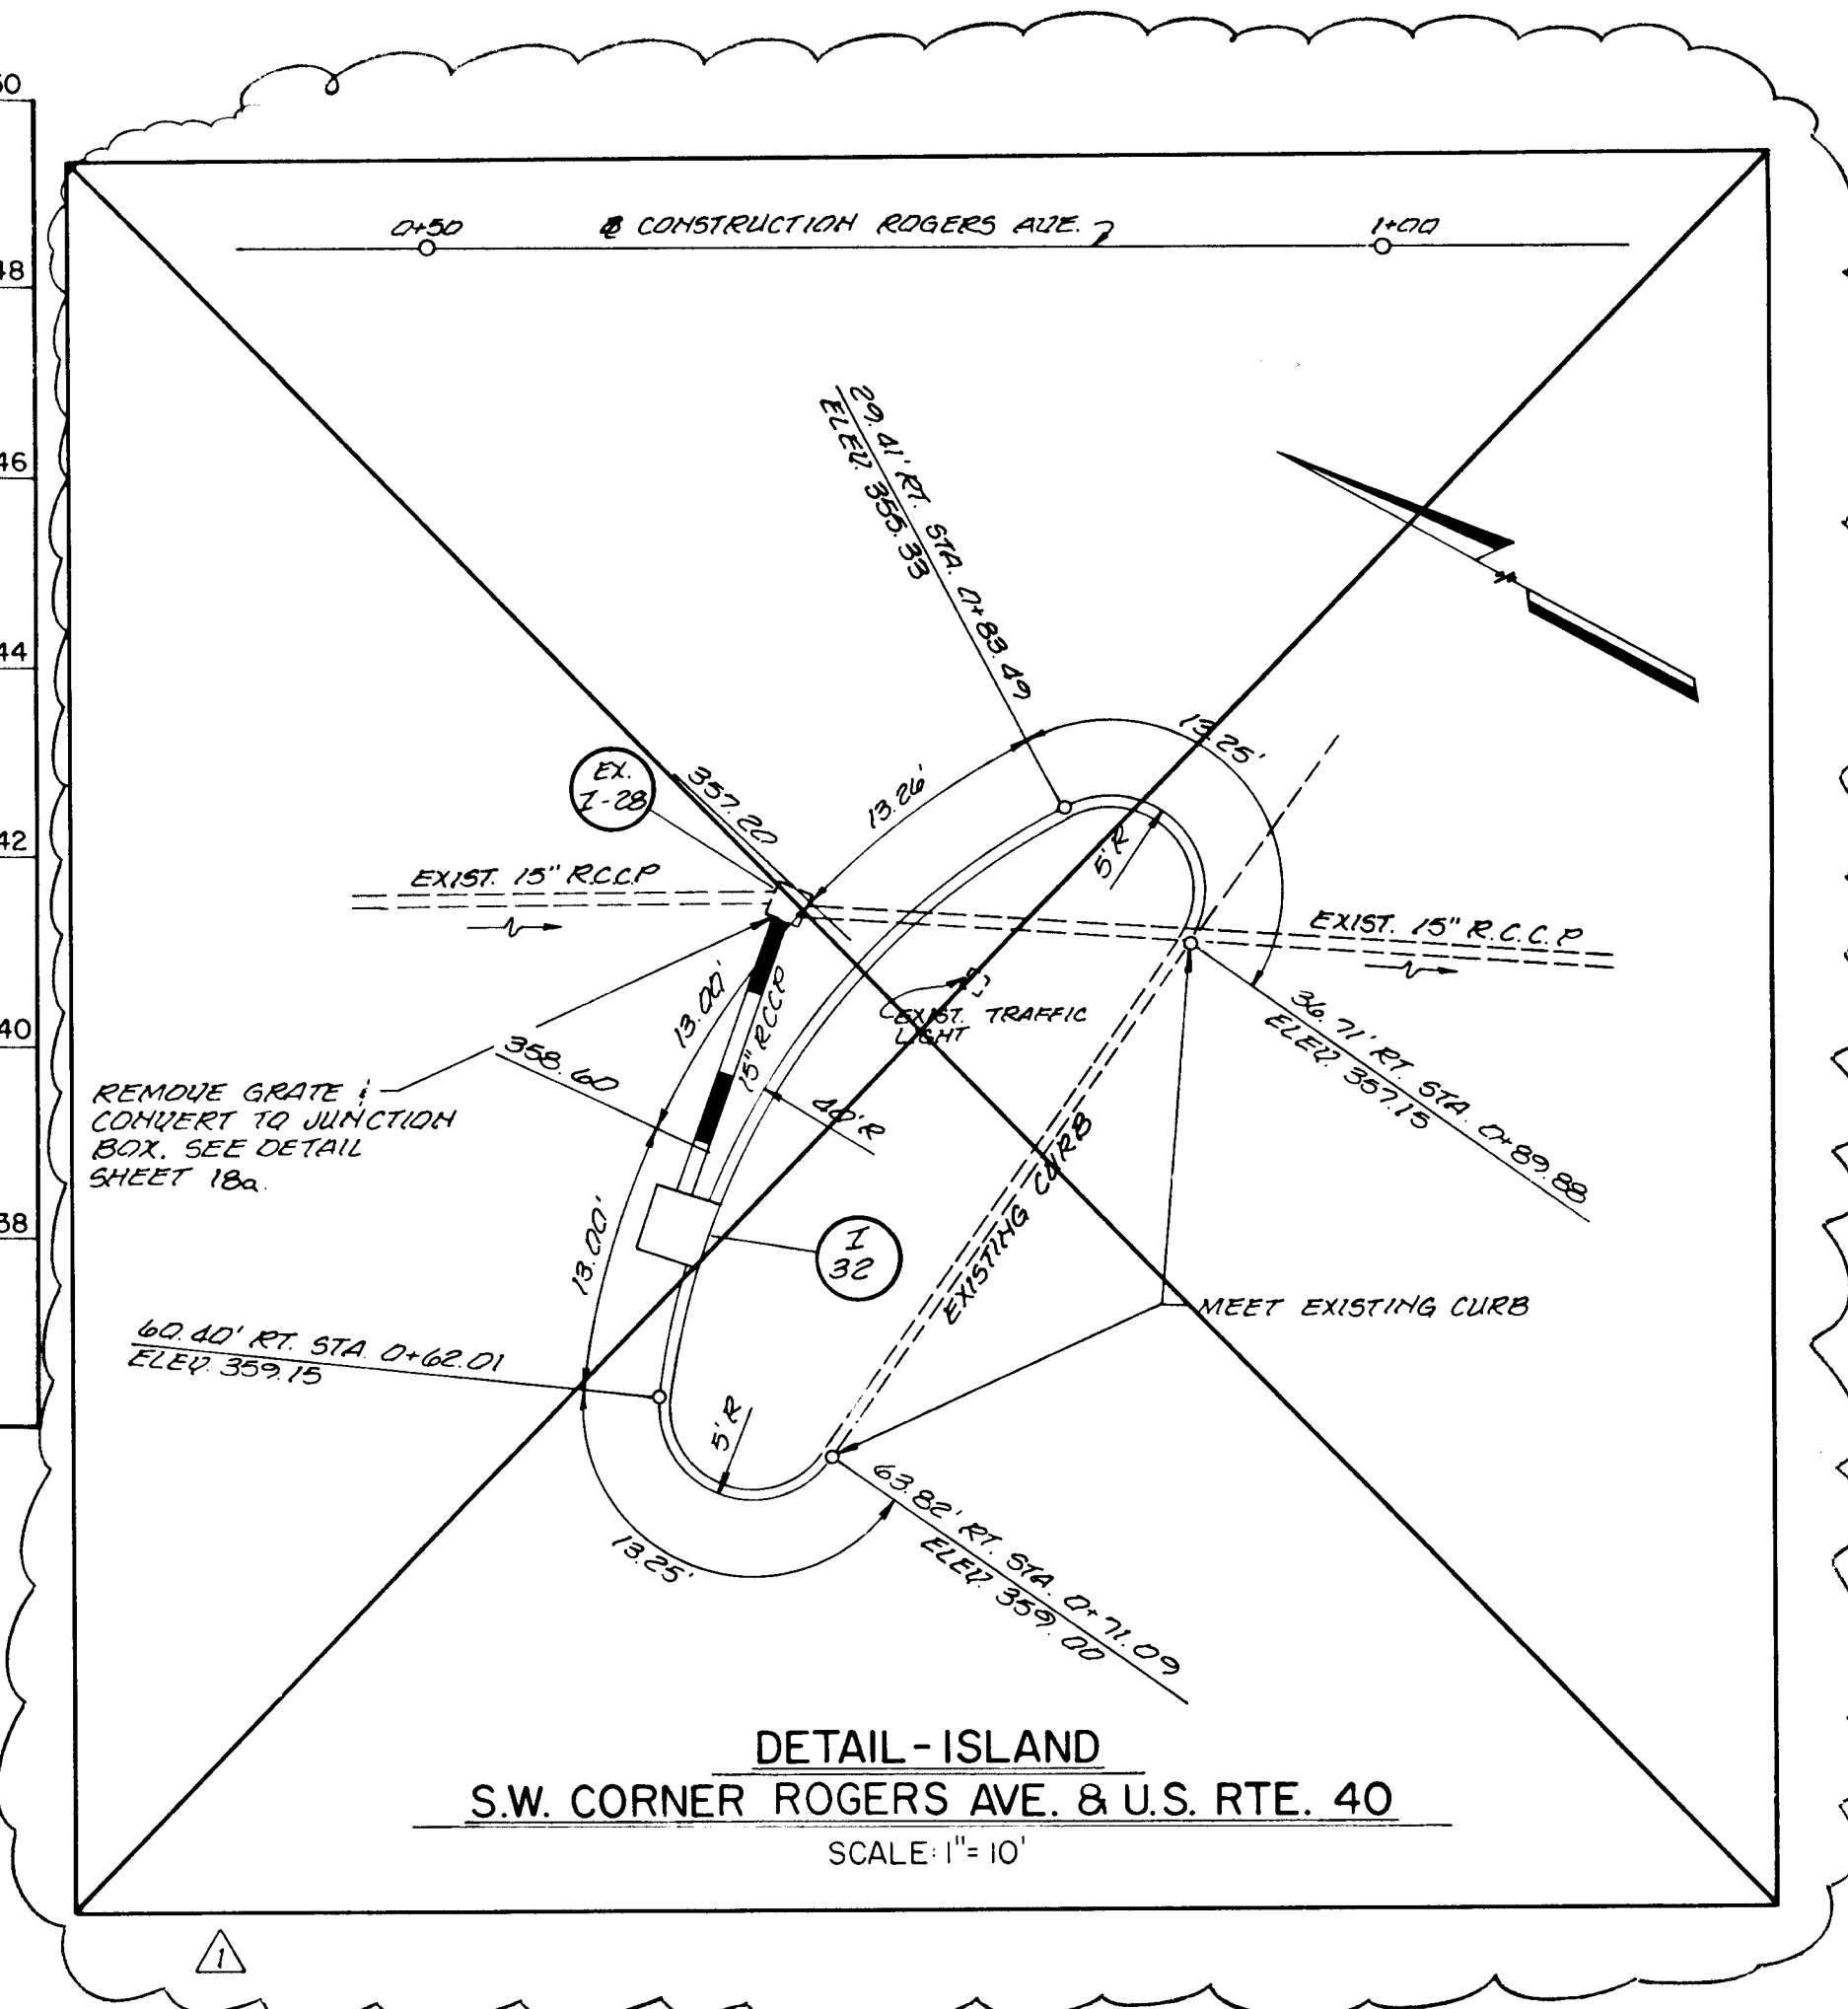 50
48
46
44
42
40
38
0+50
℄ CONSTRUCTION ROGERS AVE.
1+00
29.41' RT. STA. 0+83.49
ELEV. 355.33
13.25'
13.26'
5'R
EX.
I-28
357.20
EXIST. 15" R.C.C.P
EXIST. 15" R.C.C.P
EXIST. TRAFFIC
LIGHT
36.71' RT. STA. 0+89.88
ELEV. 357.15
13.00'
15" RCCP
358.60
40'R
REMOVE GRATE &
CONVERT TO JUNCTION
BOX. SEE DETAIL
SHEET 18a.
EXISTING CURB
13.00'
I
32
MEET EXISTING CURB
60.40' RT. STA. 0+62.01
ELEV. 359.15
5'R
13.25'
63.82' RT. STA. 0+71.09
ELEV. 359.00
DETAIL-ISLAND
S.W. CORNER ROGERS AVE. & U.S. RTE. 40
SCALE: 1"=10'
1